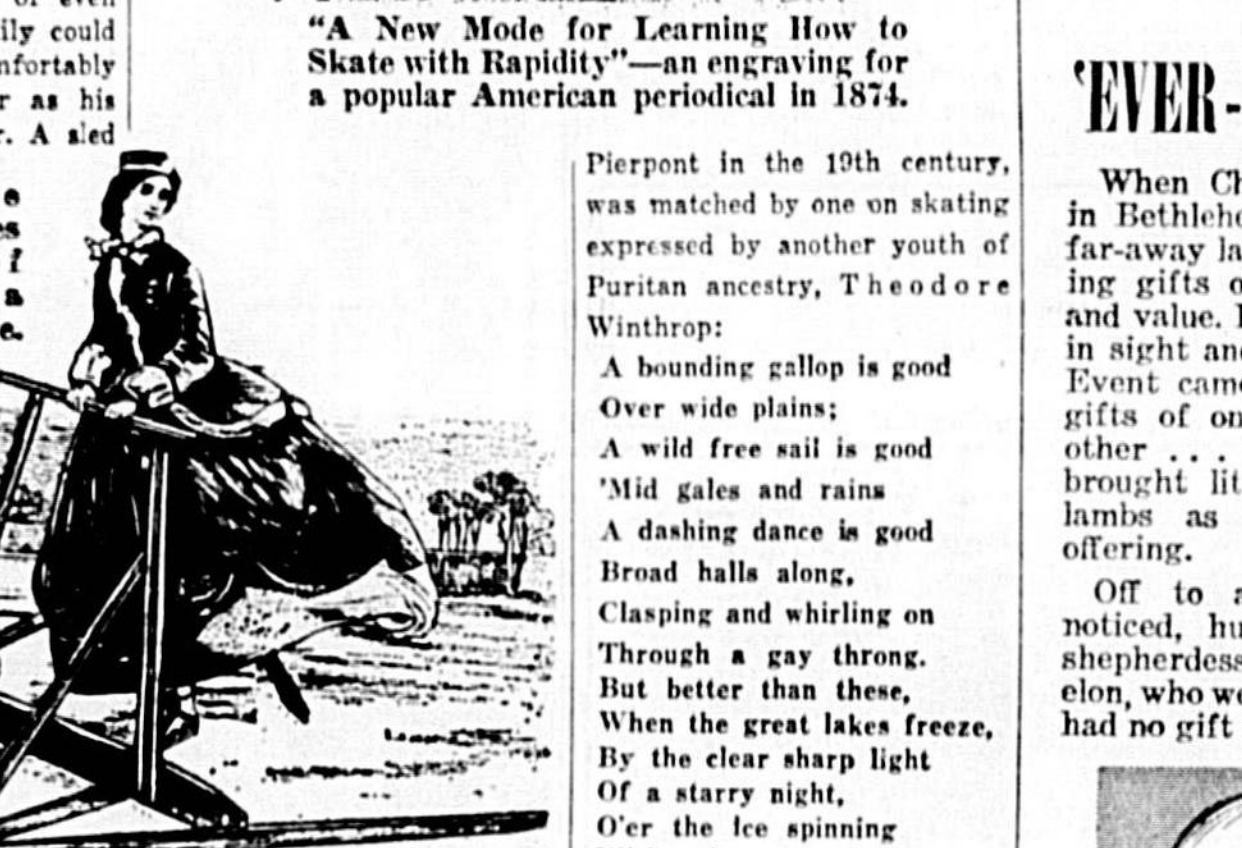 ily could
nfortably
r as his
r. A sled
e
es
f
a
e.
"A New Mode for Learning How to
Skate with Rapidity"—an engraving for
a popular American periodical in 1874.
Pierpont in the 19th century,
was matched by one on skating
expressed by another youth of
Puritan ancestry, Theodore
Winthrop:
A bounding gallop is good
Over wide plains;
A wild free sail is good
'Mid gales and rains
A dashing dance is good
Broad halls along,
Clasping and whirling on
Through a gay throng.
But better than these,
When the great lakes freeze,
By the clear sharp light
Of a starry night,
O'er the Ice spinning
'EVER-
When Ch
in Bethlehe
far-away la
ing gifts o
and value.
in sight an
Event came
gifts of on
other . . .
brought lit
lambs as
offering.
Off to a
noticed, hu
shepherdess
elon, who we
had no gift